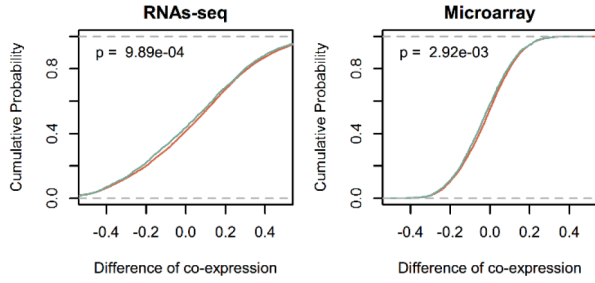 RNAs-seq
p = 9.89e-04
Cumulative Probability
0.0 0.4 0.8
-0.4 -0.2 0.0 0.2 0.4
Difference of co-expression
Microarray
p = 2.92e-03
Cumulative Probability
0.0 0.4 0.8
-0.4 -0.2 0.0 0.2 0.4
Difference of co-expression